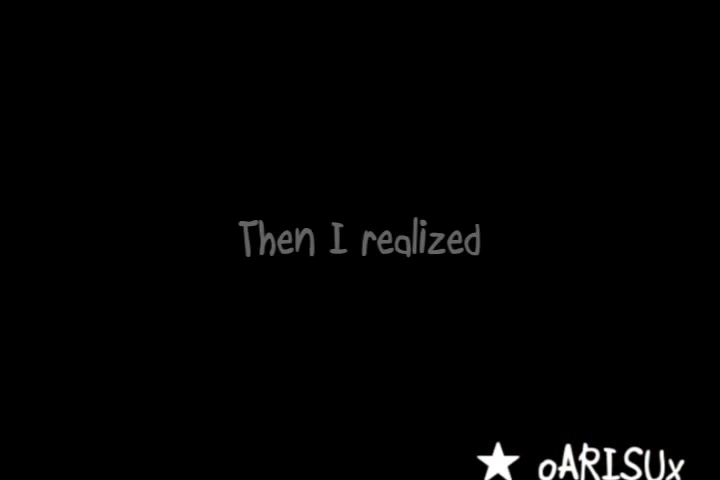 Then I realized
★ oARISUx